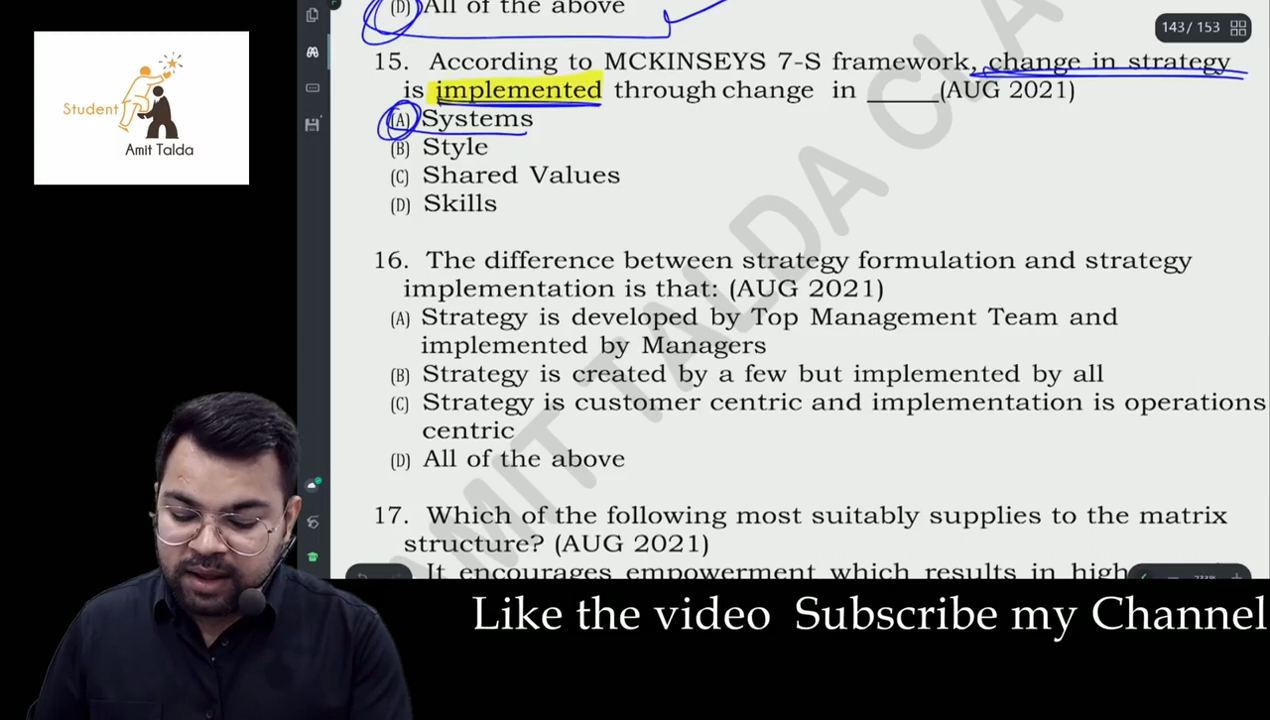 (D) All of the above
143 / 153
15. According to MCKINSEYS 7-S framework, change in strategy
is implemented through change in _____(AUG 2021)
(A) Systems
(B) Style
(C) Shared Values
(D) Skills
16. The difference between strategy formulation and strategy
implementation is that: (AUG 2021)
(A) Strategy is developed by Top Management Team and
implemented by Managers
(B) Strategy is created by a few but implemented by all
(C) Strategy is customer centric and implementation is operations
centric
(D) All of the above
17. Which of the following most suitably supplies to the matrix
structure? (AUG 2021)
It encourages empowerment which results in high
Student
Amit Talda
AMIT TALDA CLA
Like the video Subscribe my Channel